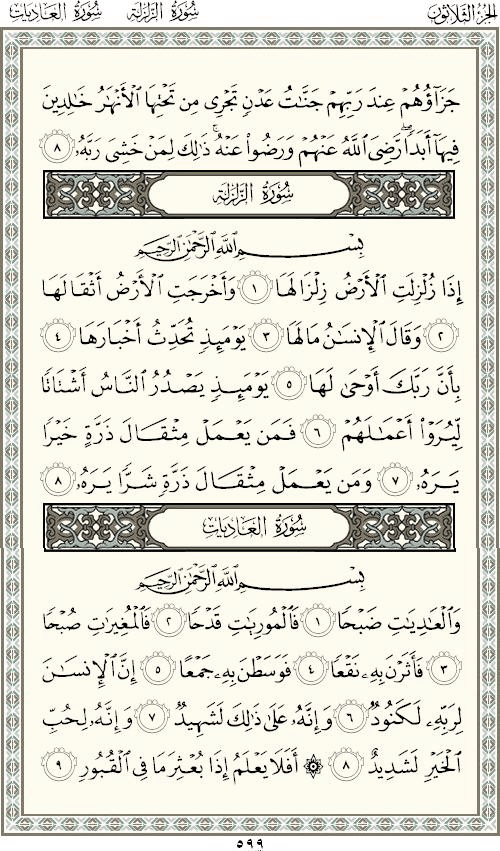 الجزء الثلاثون سورة الزلزلة سورة العاديات
جَزَآؤُهُمۡ عِندَ رَبِّهِمۡ جَنَّٰتُ عَدۡنٖ تَجۡرِي مِن تَحۡتِهَا ٱلۡأَنۡهَٰرُ خَٰلِدِينَ
فِيهَآ أَبَدٗاۖ رَّضِيَ ٱللَّهُ عَنۡهُمۡ وَرَضُواْ عَنۡهُۚ ذَٰلِكَ لِمَنۡ خَشِيَ رَبَّهُۥ ٨
سُورَةُ الزَّلْزَلَةِ
بِسۡمِ ٱللَّهِ ٱلرَّحۡمَٰنِ ٱلرَّحِيمِ
إِذَا زُلۡزِلَتِ ٱلۡأَرۡضُ زِلۡزَالَهَا ١ وَأَخۡرَجَتِ ٱلۡأَرۡضُ أَثۡقَالَهَا
٢ وَقَالَ ٱلۡإِنسَٰنُ مَا لَهَا ٣ يَوۡمَئِذٖ تُحَدِّثُ أَخۡبَارَهَا ٤
بِأَنَّ رَبَّكَ أَوۡحَىٰ لَهَا ٥ يَوۡمَئِذٖ يَصۡدُرُ ٱلنَّاسُ أَشۡتَاتٗا
لِّيُرَوۡاْ أَعۡمَٰلَهُمۡ ٦ فَمَن يَعۡمَلۡ مِثۡقَالَ ذَرَّةٍ خَيۡرٗا
يَرَهُۥ ٧ وَمَن يَعۡمَلۡ مِثۡقَالَ ذَرَّةٖ شَرّٗا يَرَهُۥ ٨
سُورَةُ العَادِيَاتِ
بِسۡمِ ٱللَّهِ ٱلرَّحۡمَٰنِ ٱلرَّحِيمِ
وَٱلۡعَٰدِيَٰتِ ضَبۡحٗا ١ فَٱلۡمُورِيَٰتِ قَدۡحٗا ٢ فَٱلۡمُغِيرَٰتِ صُبۡحٗا
٣ فَأَثَرۡنَ بِهِۦ نَقۡعٗا ٤ فَوَسَطۡنَ بِهِۦ جَمۡعًا ٥ إِنَّ ٱلۡإِنسَٰنَ
لِرَبِّهِۦ لَكَنُودٞ ٦ وَإِنَّهُۥ عَلَىٰ ذَٰلِكَ لَشَهِيدٞ ٧ وَإِنَّهُۥ لِحُبِّ
ٱلۡخَيۡرِ لَشَدِيدٌ ٨ ۞ أَفَلَا يَعۡلَمُ إِذَا بُعۡثِرَ مَا فِي ٱلۡقُبُورِ ٩
٥٩٩